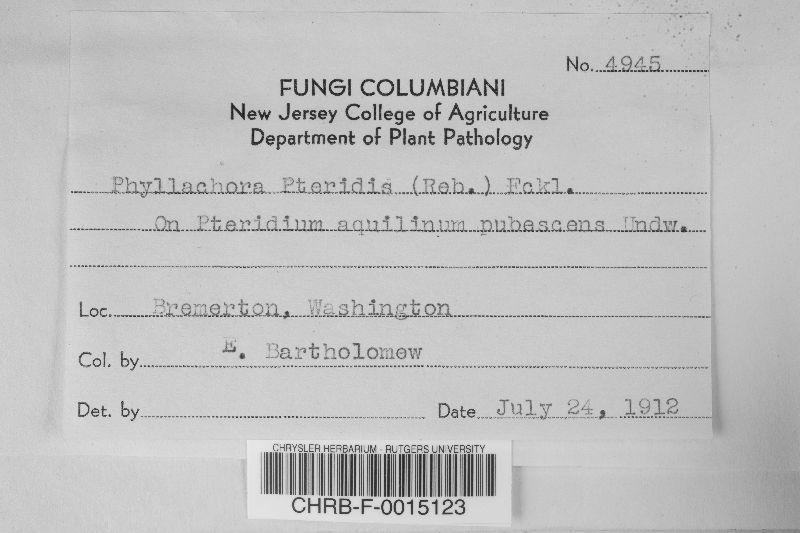 No. 4945
FUNGI COLUMBIANI
New Jersey College of Agriculture
Department of Plant Pathology
Phyllachora Pteridis (Reb.) Fckl.
On Pteridium aquilinum pubescens Undw.
Loc. Bremerton, Washington
Col. by E. Bartholomew
Det. by
Date July 24, 1912
CHRYSLER HERBARIUM - RUTGERS UNIVERSITY
CHRB-F-0015123